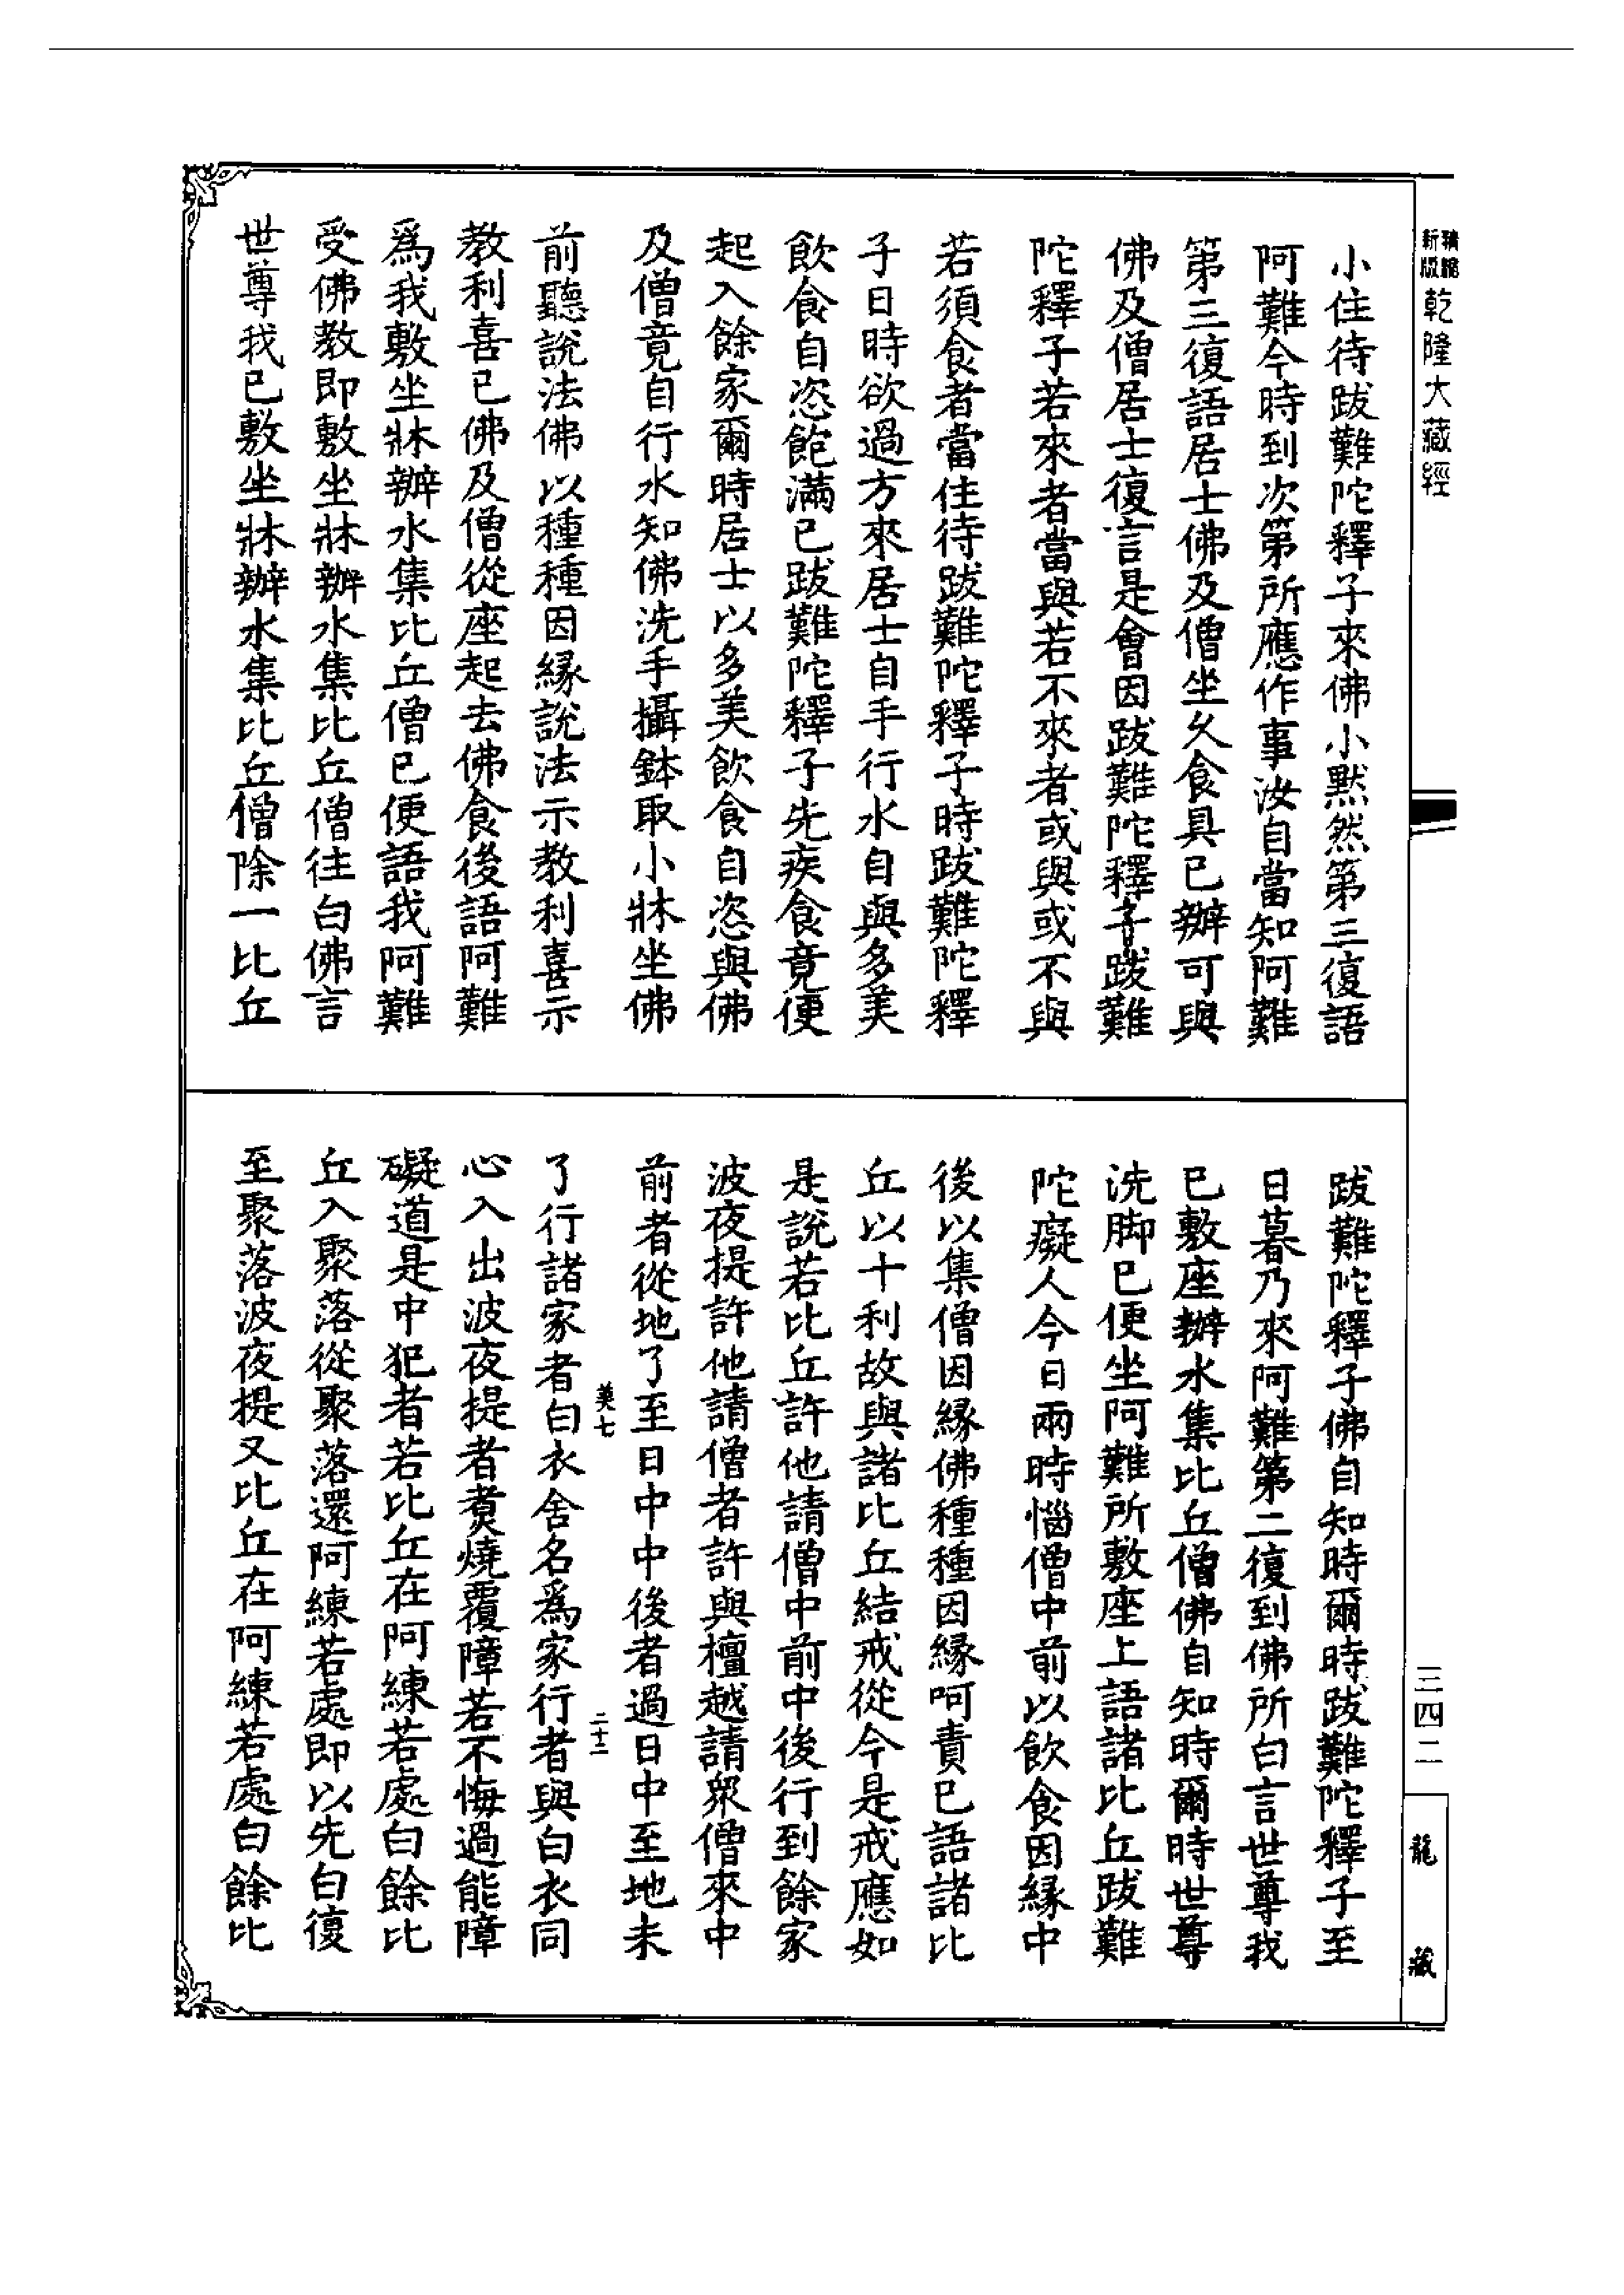 新版精縮乾隆大藏經
小住待跋難陀釋子來佛小默然第三復語
阿難今時到次第所應作事汝自當知阿難
第三復語居士佛及僧坐久食具已辦可與
佛及僧居士復言是會因跋難陀釋子跋難
陀釋子若來者當與若不來者或與或不與
若須食者當住待跋難陀釋子時跋難陀釋
子日時欲過方來居士自手行水自與多美
飲食自恣飽滿已跋難陀釋子先疾食竟便
起入餘家爾時居士以多美飲食自恣與佛
及僧竟自行水知佛洗手攝鉢取小牀坐佛
前聽說法佛以種種因緣說法示教利喜示
教利喜已佛及僧從座起去佛食後語阿難
爲我敷坐牀辦水集比丘僧已便語我阿難
受佛教即敷坐牀辦水集比丘僧往白佛言
世尊我已敷坐牀辦水集比丘僧除一比丘
跋難陀釋子佛自知時爾時跋難陀釋子至
日暮乃來阿難第二復到佛所白言世尊我
已敷座辦水集比丘僧佛自知時爾時世尊
洗脚已便坐阿難所敷座上語諸比丘跋難
陀癡人今日兩時惱僧中前以飲食因緣中
後以集僧因緣佛種種因緣呵責已語諸比
丘以十利故與諸比丘結戒從今是戒應如
是說若比丘許他請僧中前中後行到餘家
波夜提許他請僧者許與檀越請衆僧來中
前者從地了至日中中後者過日中至地未
英七
二十二
了行諸家者白衣舍名爲家行者與白衣同
心入出波夜提者煑燒覆障若不悔過能障
礙道是中犯者若比丘在阿練若處白餘比
丘入聚落從聚落還阿練若處即以先白復
至聚落波夜提又比丘在阿練若處白餘比
三四二
龍藏